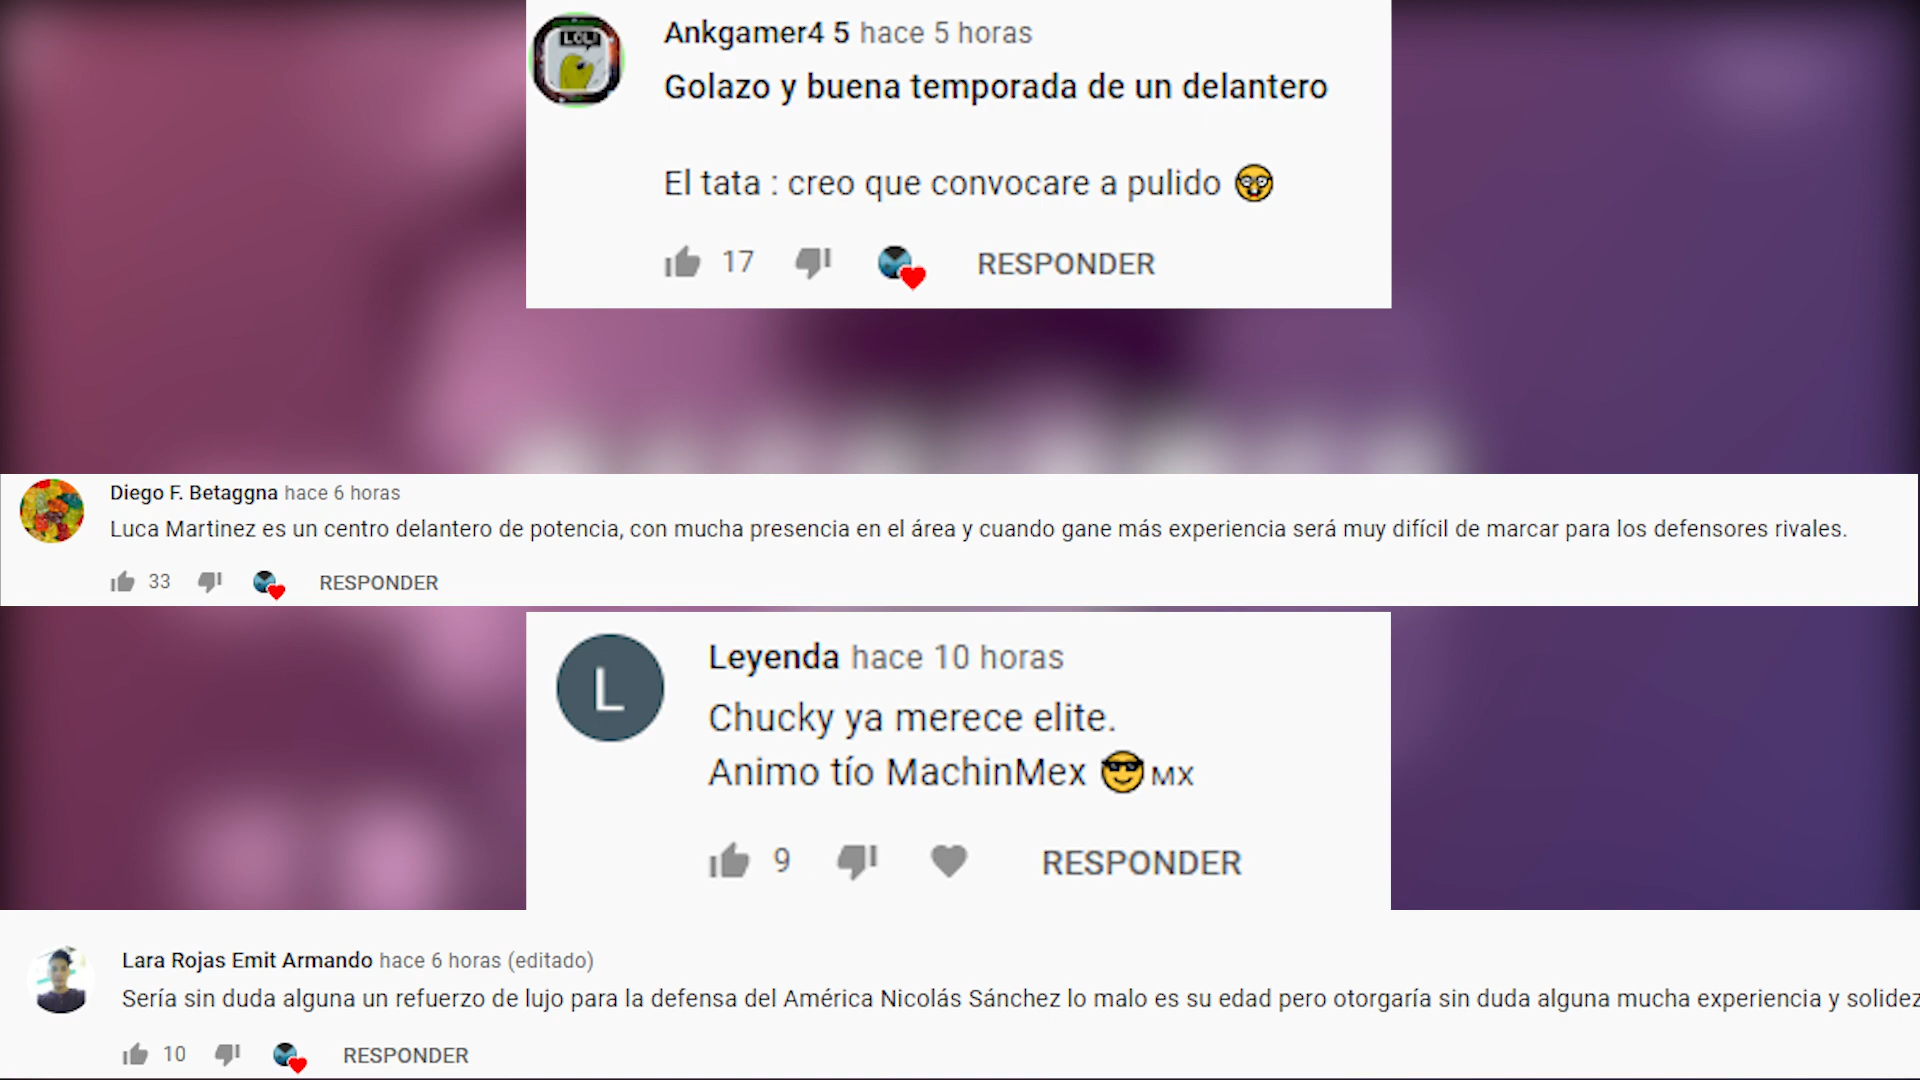 LOL!
Ankgamer4 5 hace 5 horas
Golazo y buena temporada de un delantero
El tata : creo que convocare a pulido 🤓
17 RESPONDER
Diego F. Betaggna hace 6 horas
Luca Martinez es un centro delantero de potencia, con mucha presencia en el área y cuando gane más experiencia será muy difícil de marcar para los defensores rivales.
33 RESPONDER
L
Leyenda hace 10 horas
Chucky ya merece elite.
Animo tío MachinMex 😎 MX
9 RESPONDER
Lara Rojas Emit Armando hace 6 horas (editado)
Sería sin duda alguna un refuerzo de lujo para la defensa del América Nicolás Sánchez lo malo es su edad pero otorgaría sin duda alguna mucha experiencia y solidez
10 RESPONDER